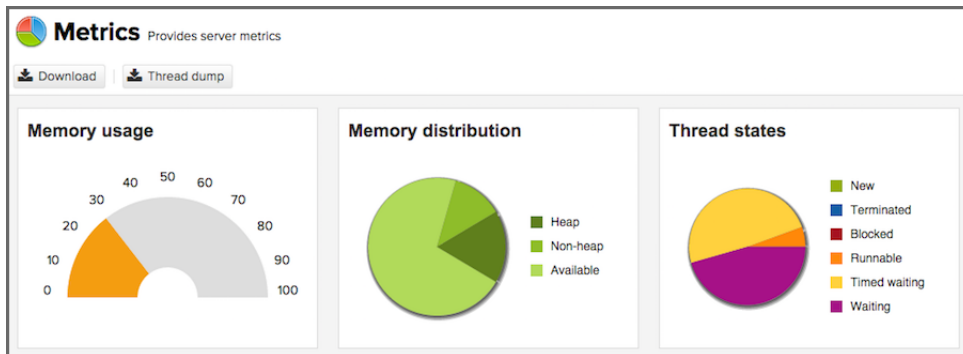 Metrics Provides server metrics
Download Thread dump
Memory usage
0
10
20
30
40
50
60
70
80
90
100
Memory distribution
Heap
Non-heap
Available
Thread states
New
Terminated
Blocked
Runnable
Timed waiting
Waiting